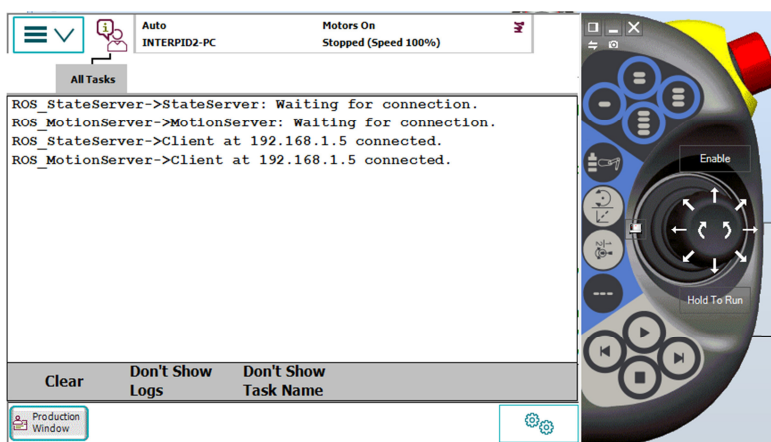 Auto
Motors On
INTERPID2-PC
Stopped (Speed 100%)
All Tasks
ROS_StateServer->StateServer: Waiting for connection.
ROS_MotionServer->MotionServer: Waiting for connection.
ROS_StateServer->Client at 192.168.1.5 connected.
ROS_MotionServer->Client at 192.168.1.5 connected.
Clear
Don't Show
Logs
Don't Show
Task Name
Production
Window
Enable
Hold To Run